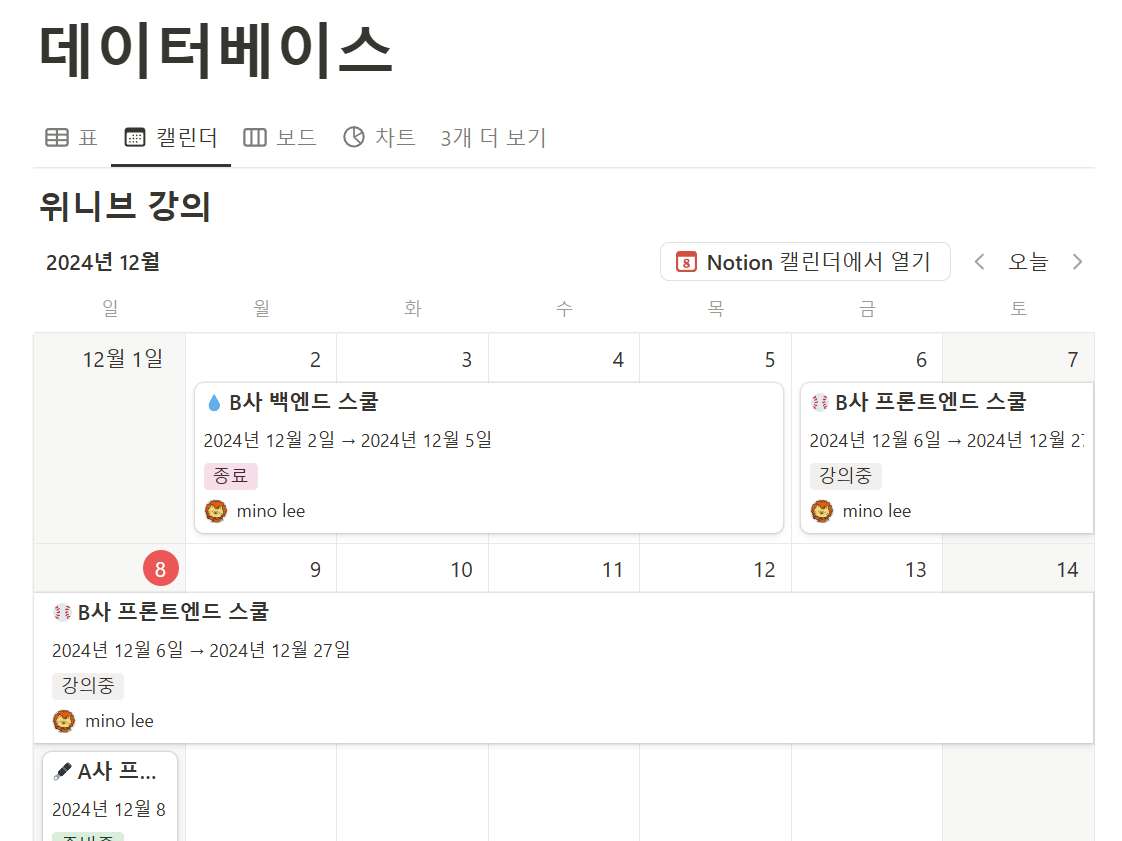 데이터베이스
표 캘린더 보드 차트 3개 더 보기
위니브 강의
2024년 12월 8 Notion 캘린더에서 열기 오늘
일 월 화 수 목 금 토
12월 1일 2 3 4 5 6 7
B사 백엔드 스쿨
2024년 12월 2일 → 2024년 12월 5일
종료
mino lee
B사 프론트엔드 스쿨
2024년 12월 6일 → 2024년 12월 27
강의중
mino lee
8 9 10 11 12 13 14
B사 프론트엔드 스쿨
2024년 12월 6일 → 2024년 12월 27일
강의중
mino lee
A사 프...
2024년 12월 8